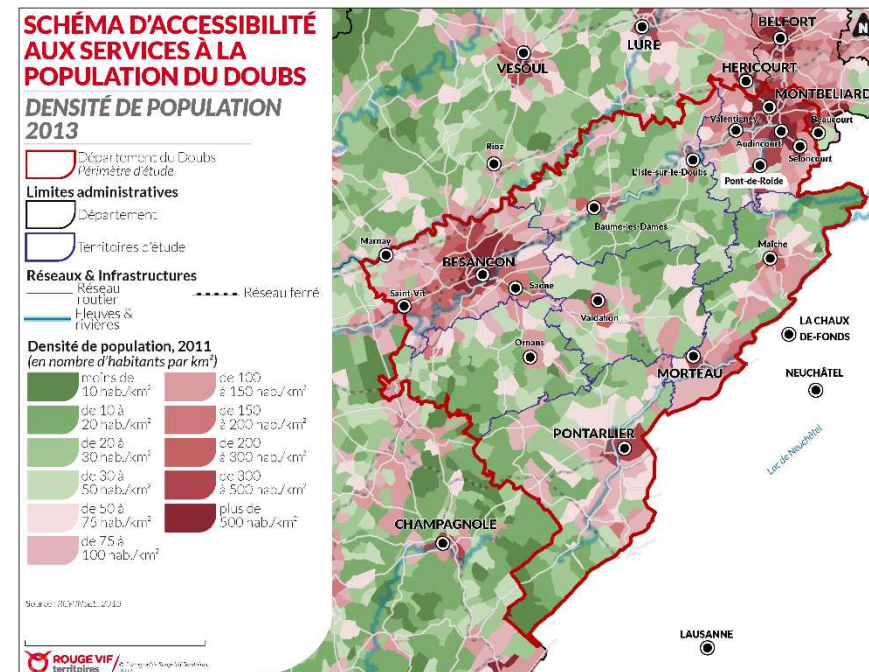 SCHÉMA D'ACCESSIBILITÉ
AUX SERVICES À LA
POPULATION DU DOUBS
DENSITÉ DE POPULATION
2013
Département du Doubs
Périmètre d'étude
Limites administratives
Département
Territoires d'étude
Réseaux & Infrastructures
Réseau
routier
Réseau ferré
Fleuves &
rivières
Densité de population, 2011
(en nombre d'habitants par km²)
moins de
10 hab./km²
de 10 à
20 hab./km²
de 20 à
30 hab./km²
de 30 à
50 hab./km²
de 50 à
75 hab./km²
de 75 à
100 hab./km²
de 100
à 150 hab./km²
de 150
à 200 hab./km²
de 200
à 300 hab./km²
de 300
à 500 hab./km²
plus de
500 hab./km²
Source :
ROUGE VIF
territoires
N
BELFORT
LURE
VESOUL
HERICOURT
MONTBELIARD
Valentigney
Beaucourt
Audincourt
Seloncourt
Rioz
L'Isle-sur-le-Doubs
Pont-de-Roide
Baume-les-Dames
Marnay
BESANCON
Maîche
Saône
Saint-Vit
Valdahon
LA CHAUX
DE-FONDS
Ornans
MORTEAU
NEUCHÂTEL
PONTARLIER
Lac de Neuchâtel
CHAMPAGNOLE
LAUSANNE